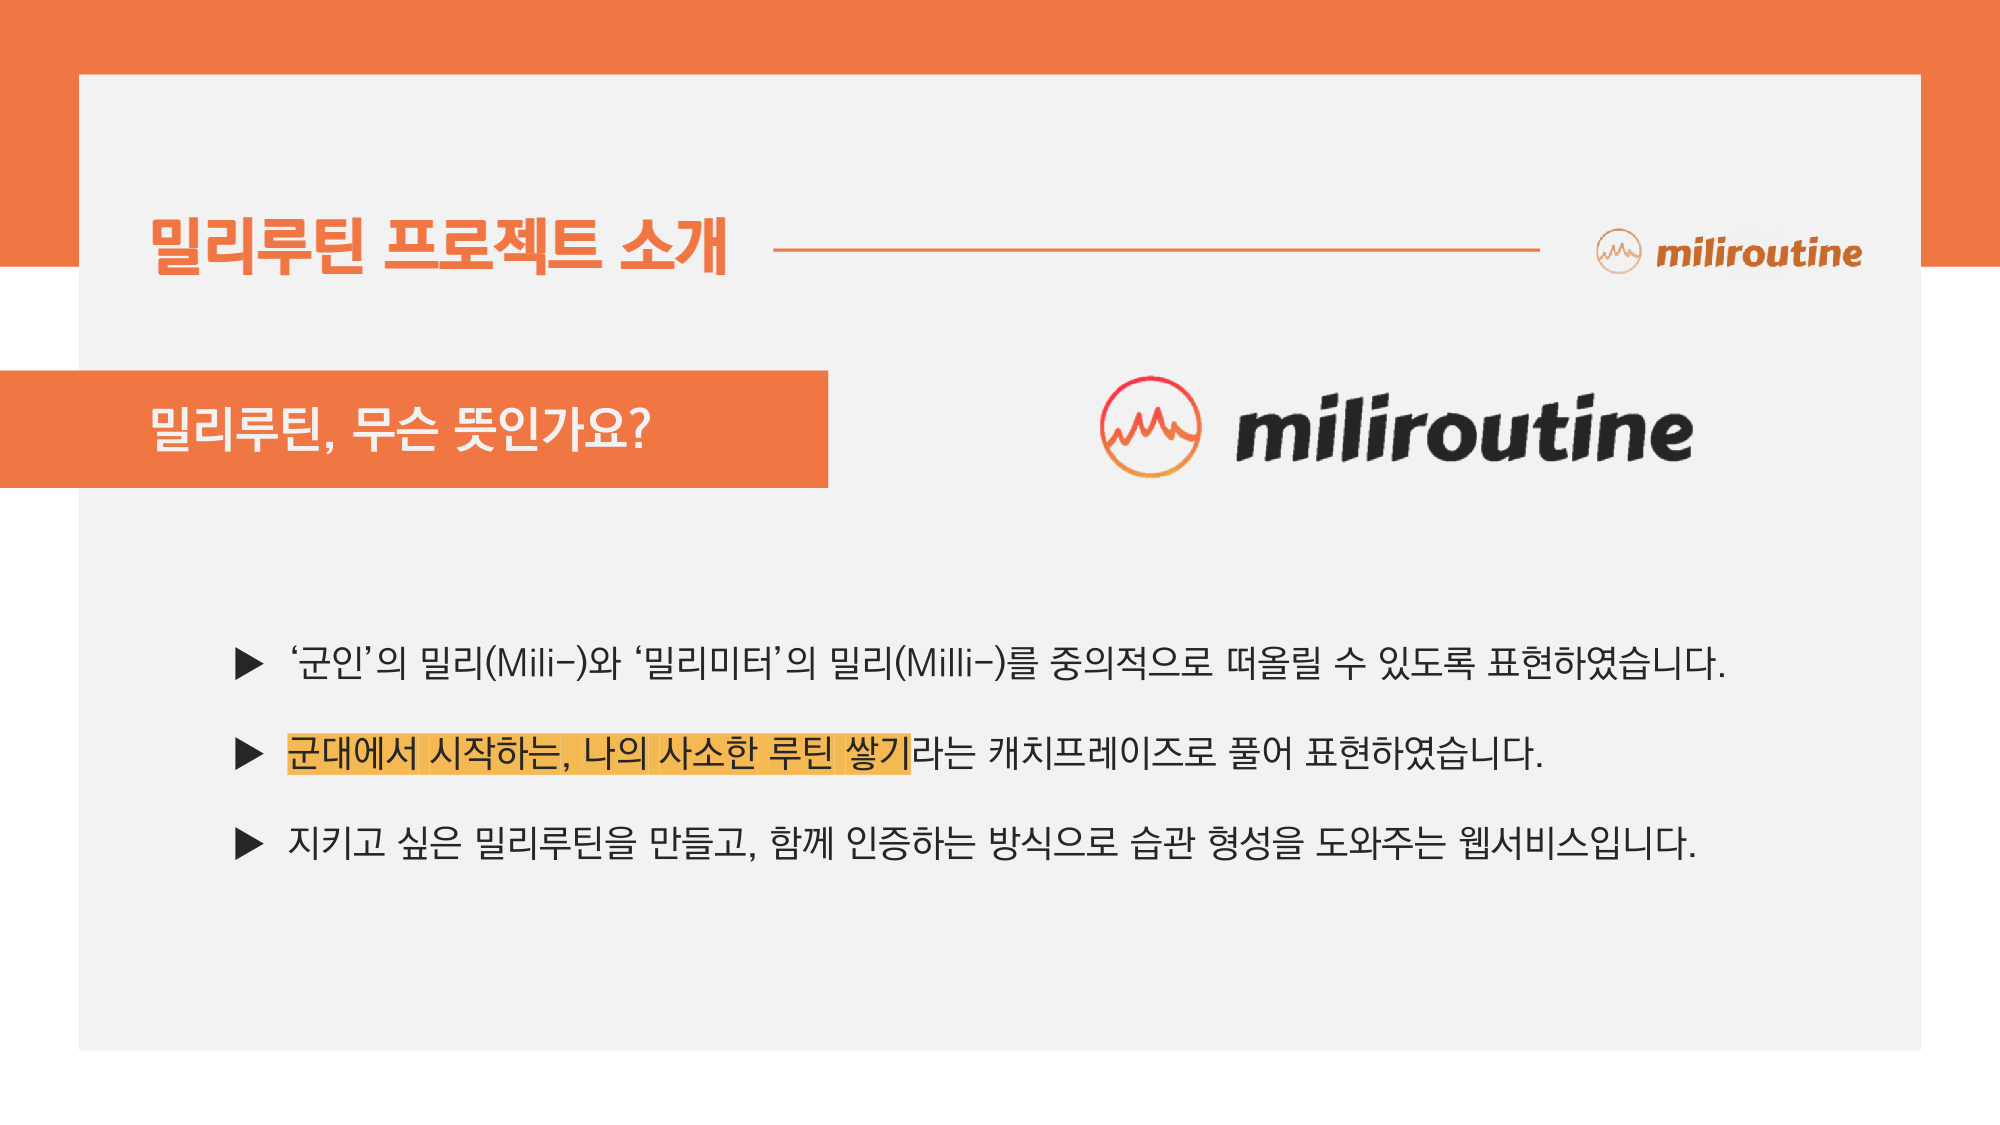 밀리루틴 프로젝트 소개
miliroutine
밀리루틴, 무슨 뜻인가요?
miliroutine
▶ ‘군인’의 밀리(Mili-)와 ‘밀리미터’의 밀리(Milli-)를 중의적으로 떠올릴 수 있도록 표현하였습니다.
▶ 군대에서 시작하는, 나의 사소한 루틴 쌓기라는 캐치프레이즈로 풀어 표현하였습니다.
▶ 지키고 싶은 밀리루틴을 만들고, 함께 인증하는 방식으로 습관 형성을 도와주는 웹서비스입니다.